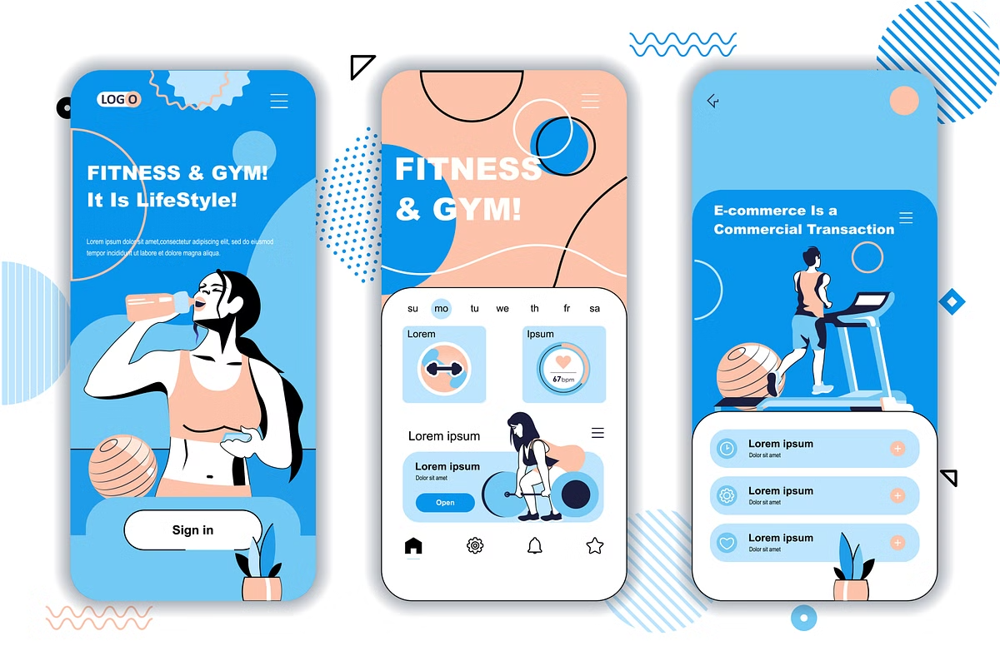 LOGO
FITNESS & GYM!
It Is LifeStyle!
Lorem ipsum dolor sit amet,consectetur adipiscing elit, sed do eiusmod
tempor incididunt ut labore et dolore magna aliqua.
Sign in
FITNESS
& GYM!
su mo tu we th fr sa
Lorem
Ipsum
67bpm
Lorem ipsum
Lorem ipsum
Dolor sit amet
Open
E-commerce Is a
Commercial Transaction
Lorem ipsum
Dolor sit amet
Lorem ipsum
Dolor sit amet
Lorem ipsum
Dolor sit amet